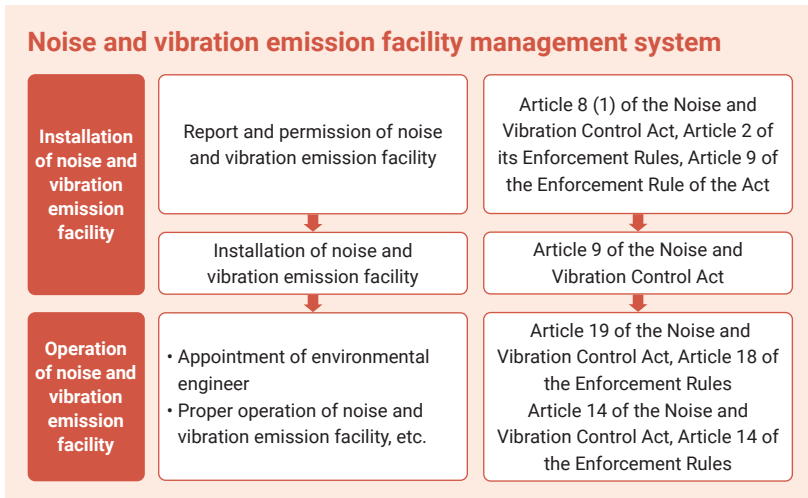 Noise and vibration emission facility management system
Installation
of noise and
vibration
emission
facility
Report and permission of noise
and vibration emission facility
Article 8 (1) of the Noise and
Vibration Control Act, Article 2 of
its Enforcement Rules, Article 9 of
the Enforcement Rule of the Act
Installation of noise and
vibration emission facility
Article 9 of the Noise and
Vibration Control Act
Operation
of noise and
vibration
emission
facility
• Appointment of environmental
engineer
• Proper operation of noise and
vibration emission facility, etc.
Article 19 of the Noise and
Vibration Control Act, Article 18 of
the Enforcement Rules
Article 14 of the Noise and
Vibration Control Act, Article 14 of
the Enforcement Rules